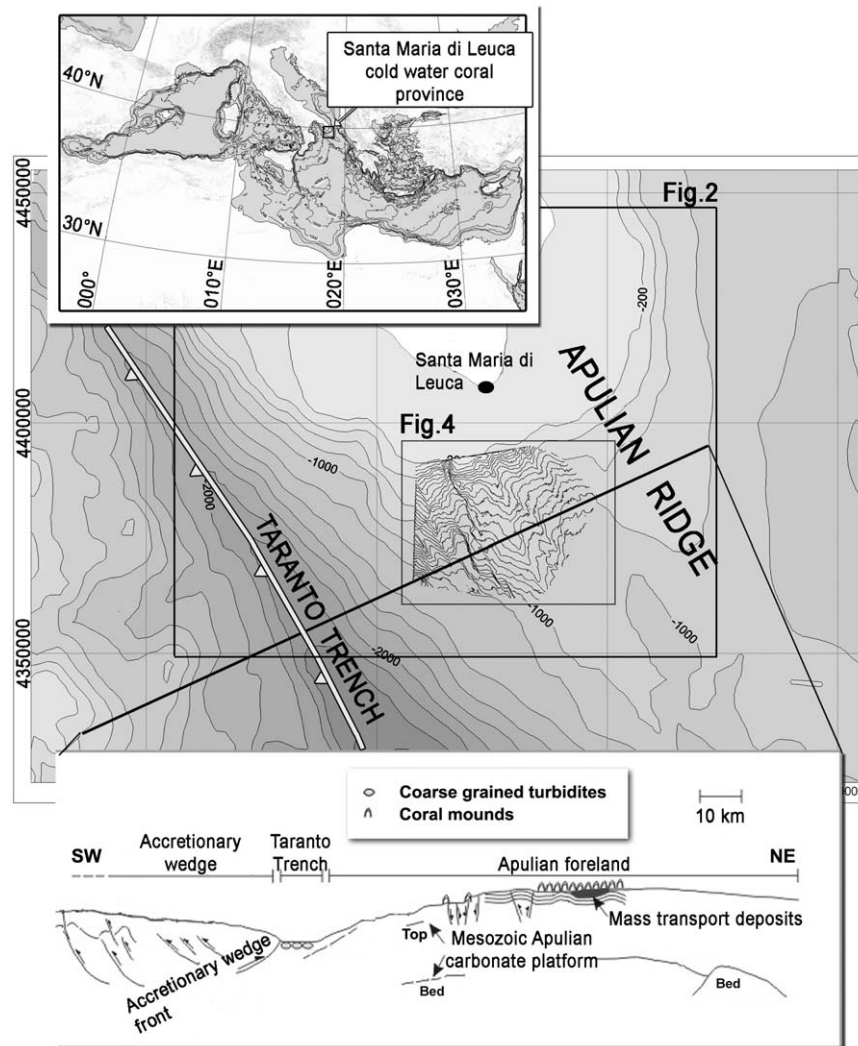 Santa Maria di Leuca
cold water coral
province
40°N
30°N
000°
010°E
020°E
030°E
Fig.2
4450000
-200
Santa Maria di
Leuca
APULIAN
RIDGE
4400000
Fig.4
-1000
-2000
TARANTO TRENCH
-1000
-1000
-2000
4350000
Coarse grained turbidites
Coral mounds
10 km
SW
Accretionary
wedge
Taranto
Trench
Apulian foreland
NE
Mass transport deposits
Top
Mesozoic Apulian
carbonate platform
Accretionary wedge
front
Bed
Bed